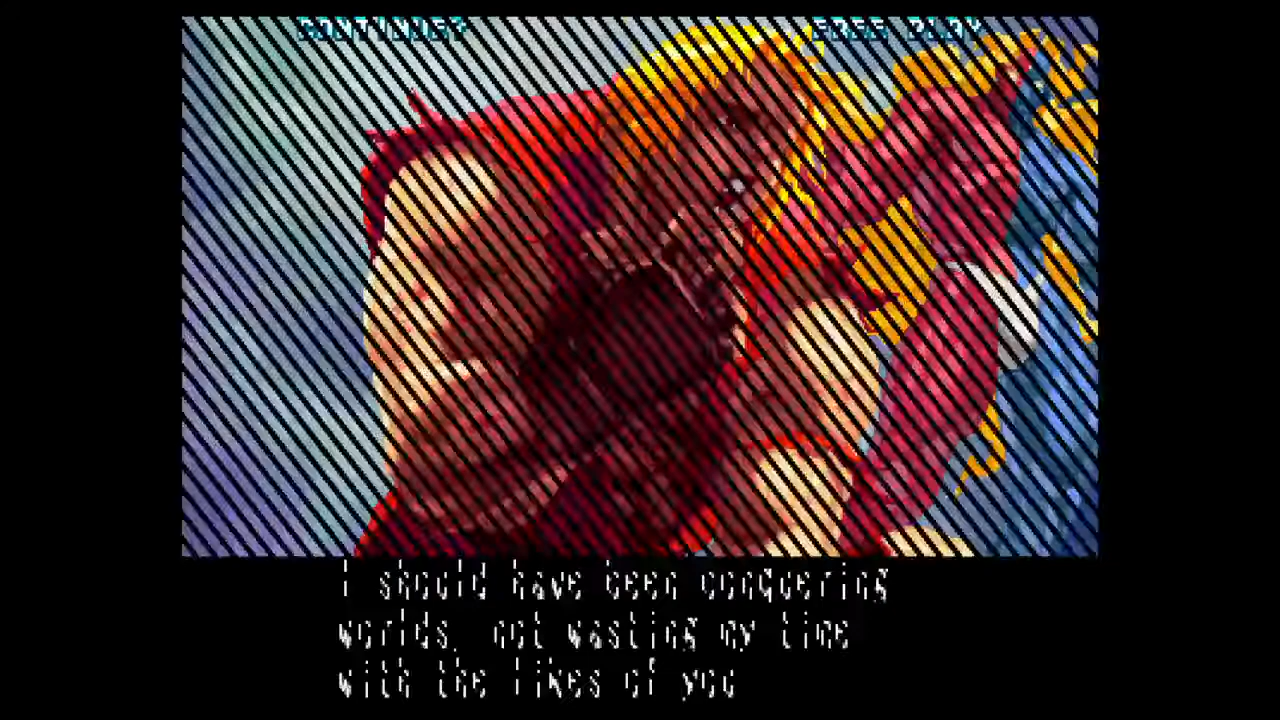 CONTINUE? FREE PLAY
I should have been conquering
worlds, not wasting my time
with the likes of you